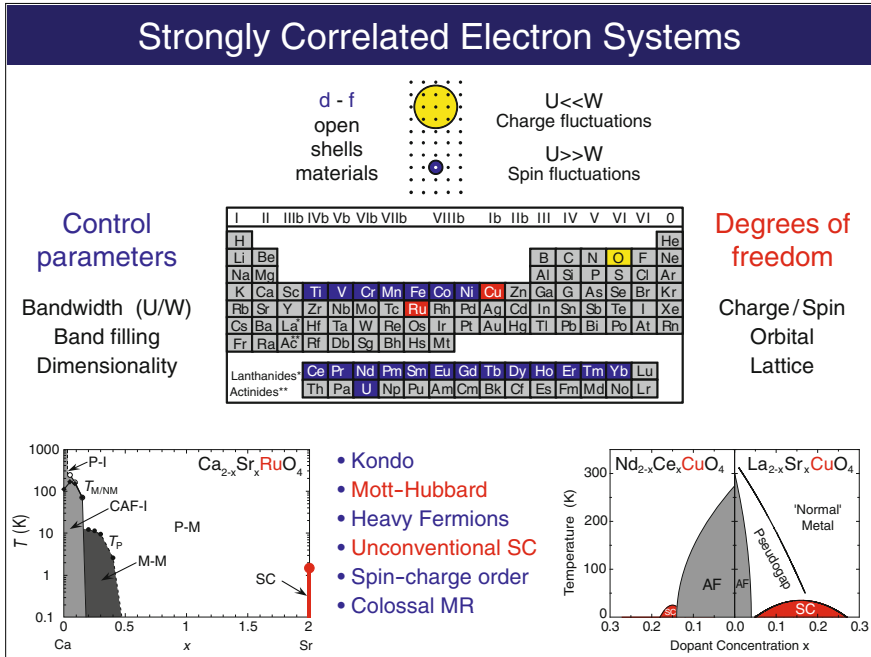 Strongly Correlated Electron Systems
d - f
open
shells
materials
U<<W
Charge fluctuations
U>>W
Spin fluctuations
Control
parameters
Bandwidth (U/W)
Band filling
Dimensionality
I II IIIb IVb Vb VIb VIIb VIIIb Ib IIb III IV V VI VI 0
H He
Li Be B C N O F Ne
Na Mg Al Si P S Cl Ar
K Ca Sc Ti V Cr Mn Fe Co Ni Cu Zn Ga G As Se Br Kr
Rb Sr Y Zr Nb Mo Tc Ru Rh Pd Ag Cd In Sn Sb Te I Xe
Cs Ba La* Hf Ta W Re Os Ir Pt Au Hg Tl Pb Bi Po At Rn
Fr Ra Ac** Rf Db Sg Bh Hs Mt
Lanthanides* Ce Pr Nd Pm Sm Eu Gd Tb Dy Ho Er Tm Yb Lu
Actinides** Th Pa U Np Pu Am Cm Bk Cf Es Fm Md No Lr
Degrees of
freedom
Charge/Spin
Orbital
Lattice
Ca2-xSrxRuO4
P-I
T M/NM
CAF-I
P-M
TP
M-M
SC
T (K)
1000
100
10
1
0.1
0 0.5 1 1.5 2
Ca x Sr
• Kondo
• Mott-Hubbard
• Heavy Fermions
• Unconventional SC
• Spin-charge order
• Colossal MR
Nd2-xCexCuO4 La2-xSrxCuO4
Temperature (K)
300
250
150
50
0
'Normal'
Metal
Pseudogap
AF AF
SC SC
0.3 0.2 0.1 0.0 0.1 0.2 0.3
Dopant Concentration x